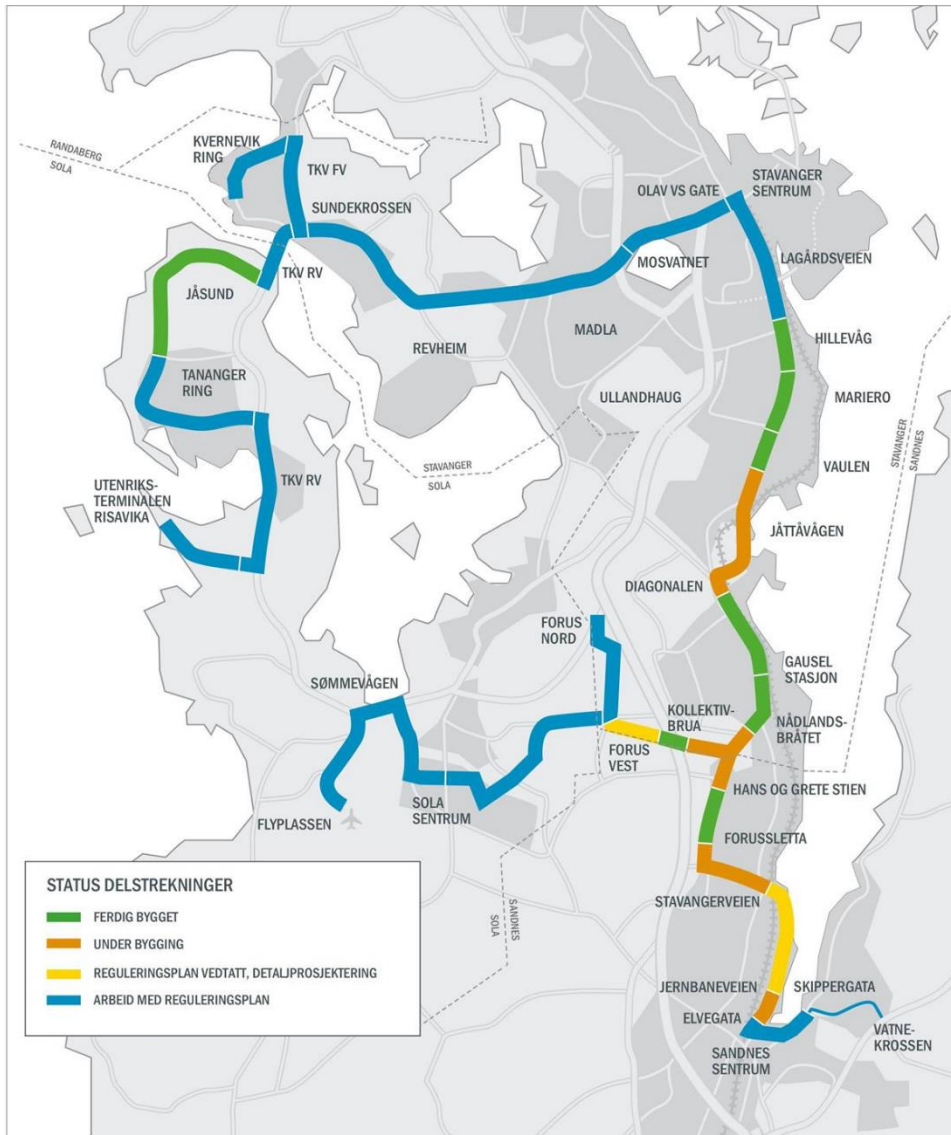 KVERNEVIK
RING
RANDABERG
SOLA
TKV FV
SUNDEKROSSEN
OLAV VS GATE
STAVANGER
SENTRUM
LAGÅRDSVEIEN
MOSVATNET
TKV RV
JÅSUND
REVHEIM
MADLA
HILLEVÅG
TANANGER
RING
ULLANDHAUG
MARIERO
STAVANGER
SANDNES
STAVANGER
SOLA
TKV RV
VAULEN
UTENRIKS-
TERMINALEN
RISAVIKA
JÅTTÅVÅGEN
DIAGONALEN
FORUS
NORD
GAUSEL
STASJON
SØMMEVÅGEN
KOLLEKTIV-
BRUA
NÅDLANDS-
BRÅTET
FORUS
VEST
HANS OG GRETE STIEN
FLYPLASSEN
SOLA
SENTRUM
FORUSSLETTA
STATUS DELSTREKNINGER
FERDIG BYGGET
UNDER BYGGING
REGULERINGSPLAN VEDTATT, DETALJPROSJEKTERING
ARBEID MED REGULERINGSPLAN
SANDNES
SOLA
STAVANGERVEIEN
JERNBANEVEIEN
SKIPPERGATA
ELVEGATA
SANDNES
SENTRUM
VATNE-
KROSSEN